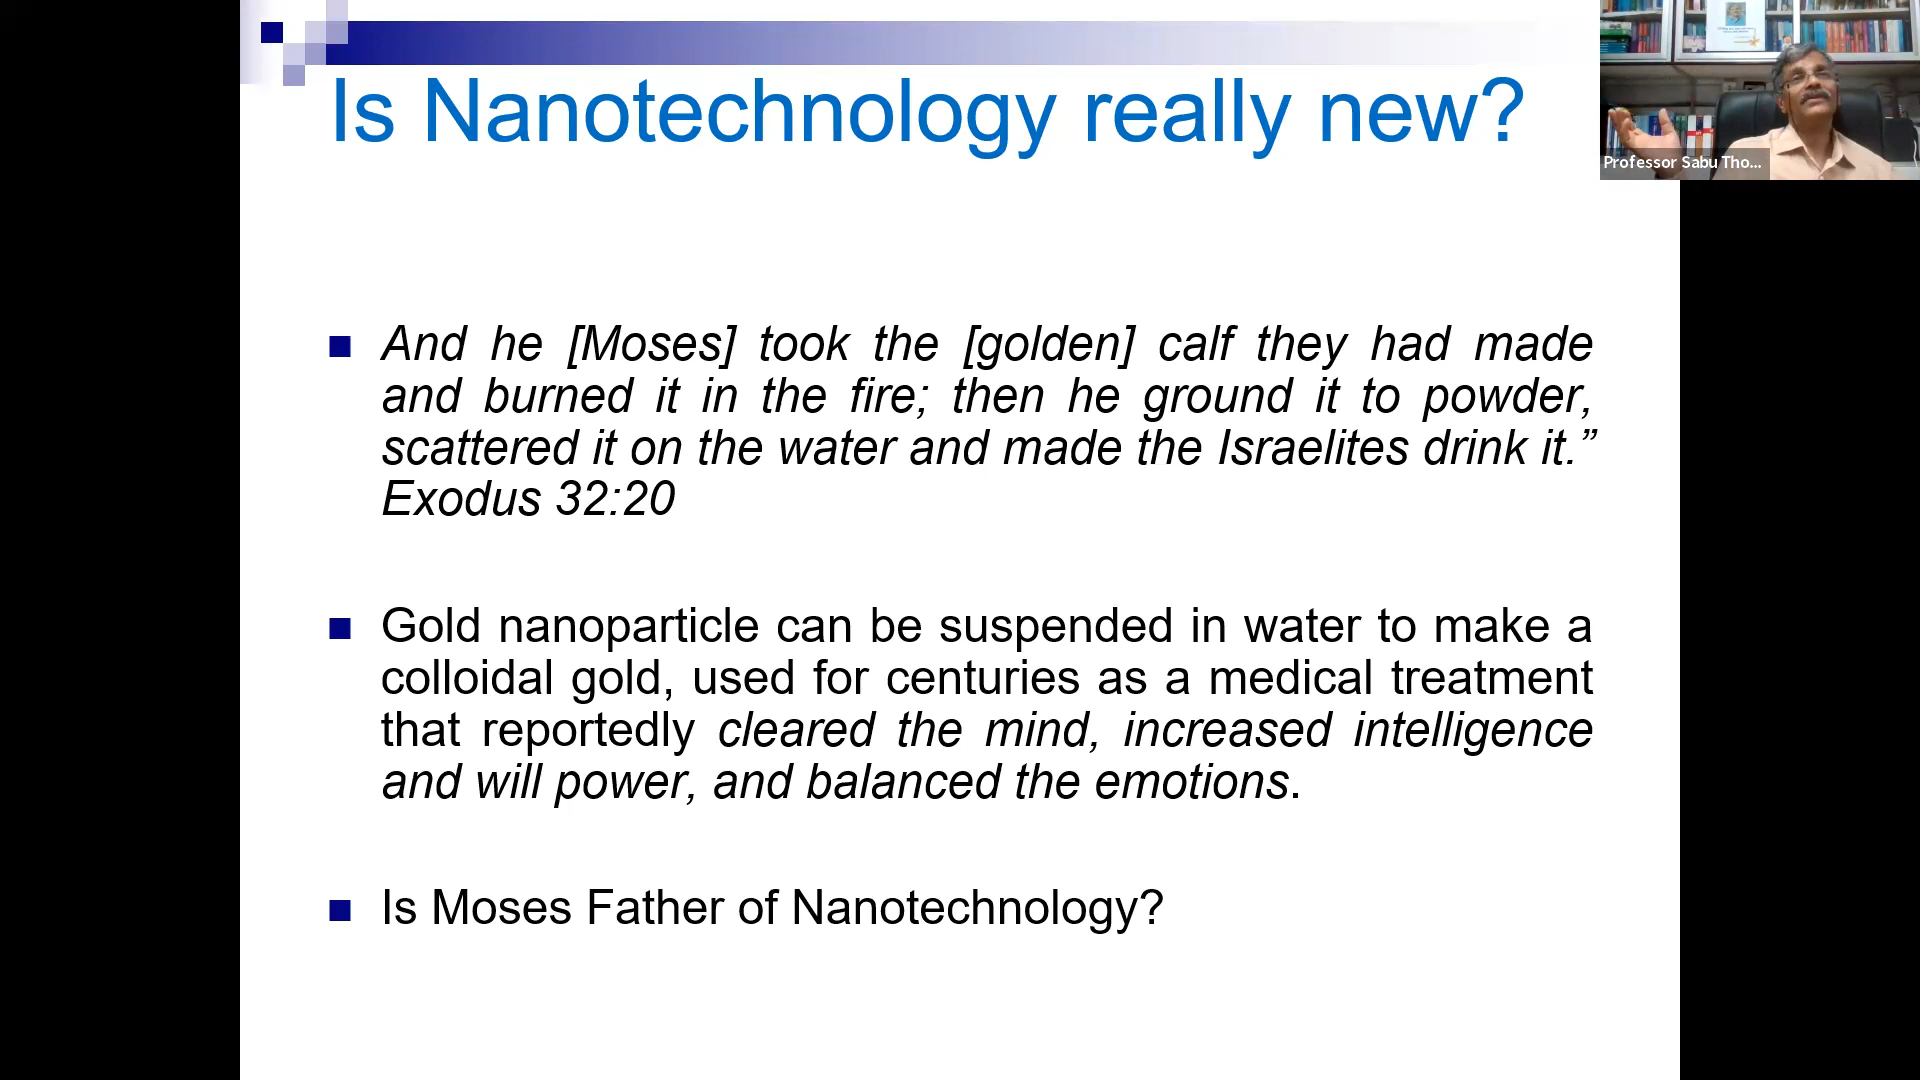 Is Nanotechnology really new?
Professor Sabu Tho...
And he [Moses] took the [golden] calf they had made
and burned it in the fire; then he ground it to powder,
scattered it on the water and made the Israelites drink it.”
Exodus 32:20
Gold nanoparticle can be suspended in water to make a
colloidal gold, used for centuries as a medical treatment
that reportedly cleared the mind, increased intelligence
and will power, and balanced the emotions.
Is Moses Father of Nanotechnology?